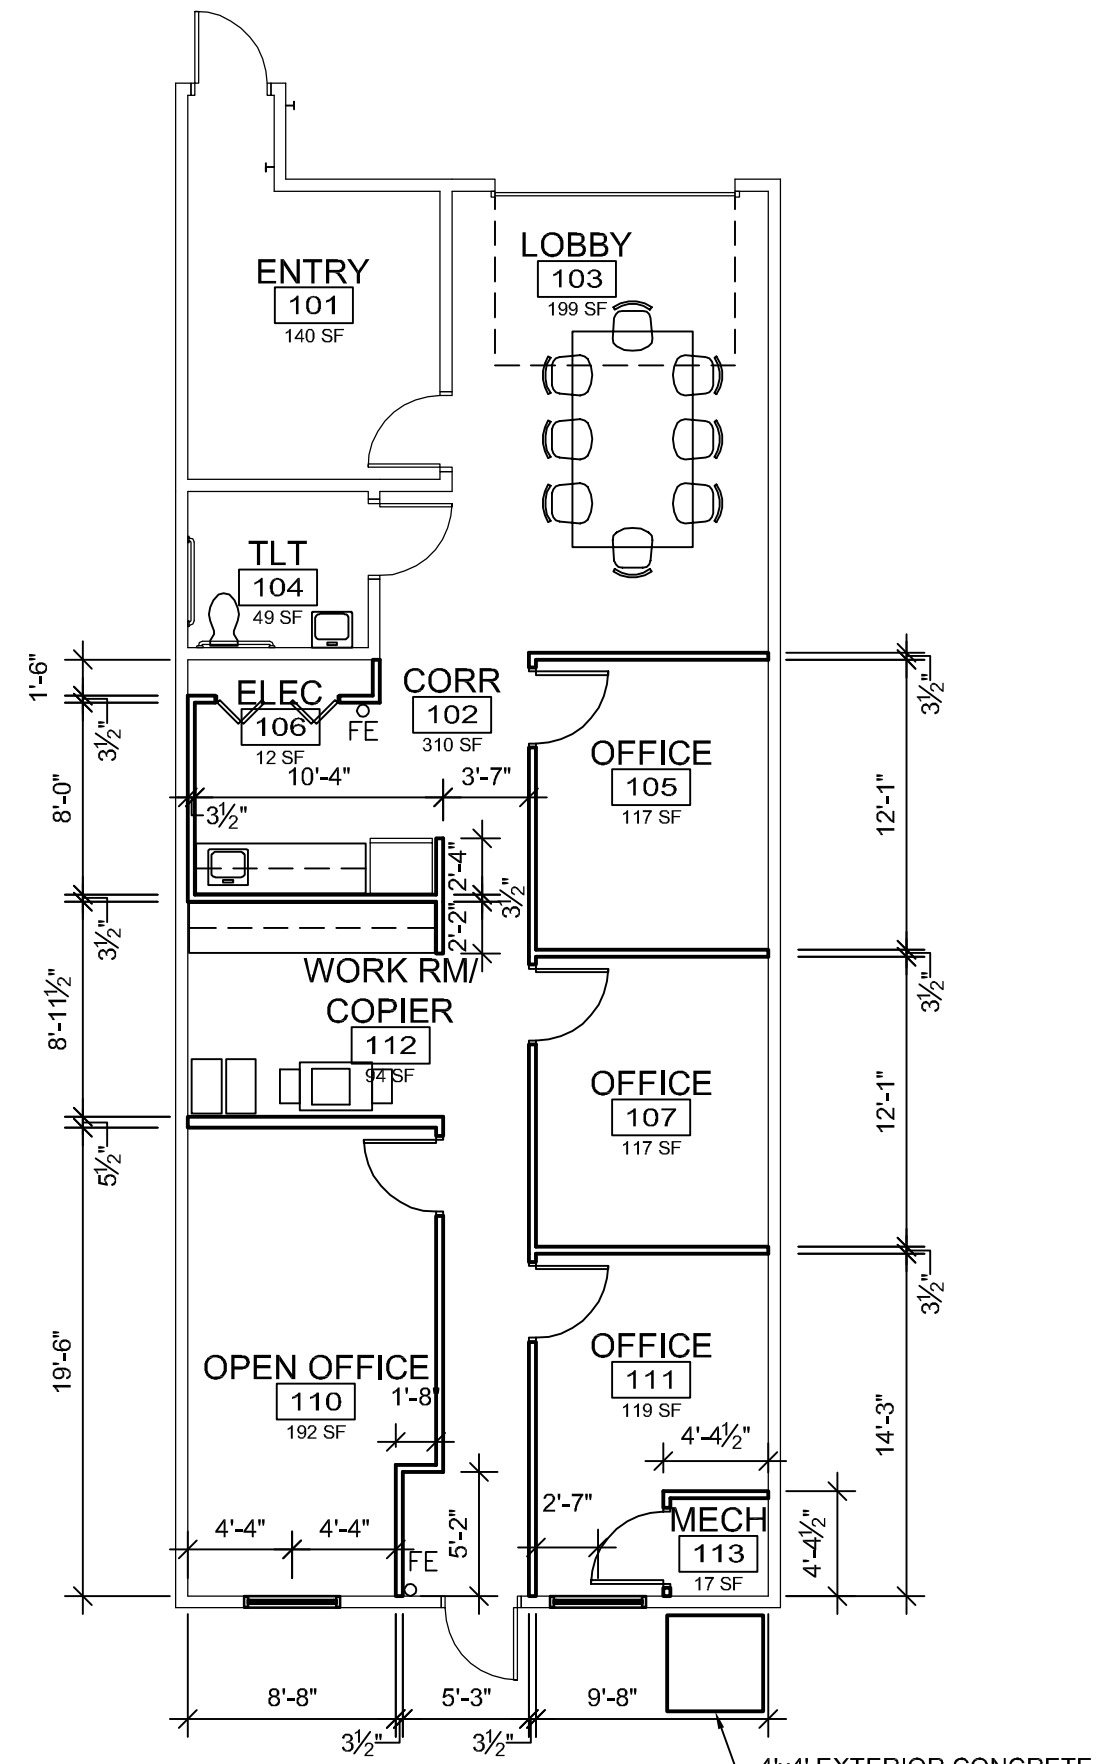 LOBBY
103
199 SF
ENTRY
101
140 SF
TLT
104
49 SF
1'-6"
3½"
CORR
102
310 SF
ELEC
106
12 SF
FE
3½"
OFFICE
105
117 SF
10'-4"
3'-7"
3½"
8'-0"
12'-1"
2'-4"
3½"
2'-2"
3½"
3½"
WORK RM/
COPIER
112
94 SF
8'-11½"
OFFICE
107
117 SF
12'-1"
5½"
3½"
OPEN OFFICE
110
192 SF
1'-8"
19'-6"
OFFICE
111
119 SF
4'-4½"
14'-3"
4'-4"
4'-4"
FE
5'-2"
2'-7"
MECH
113
17 SF
4'-4½"
8'-8"
5'-3"
9'-8"
3½"
3½"
4'x4' EXTERIOR CONCRETE